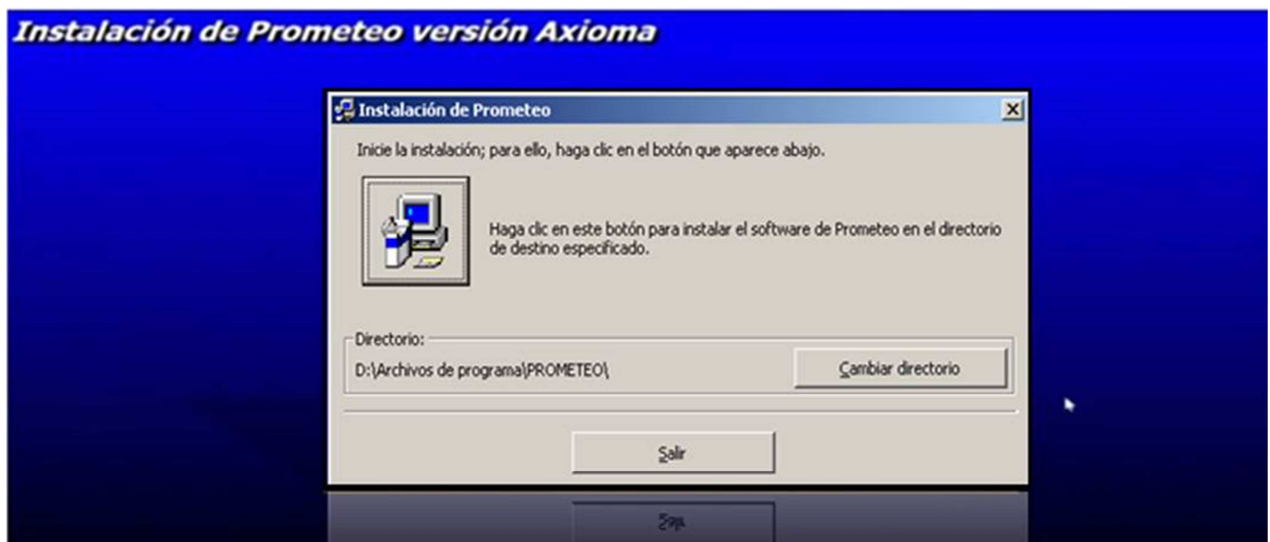 Instalación de Prometeo versión Axioma
Instalación de Prometeo
Inicie la instalación; para ello, haga clic en el botón que aparece abajo.
Haga clic en este botón para instalar el software de Prometeo en el directorio
de destino especificado.
Directorio:
D:\Archivos de programa\PROMETEO\
Cambiar directorio
Salir